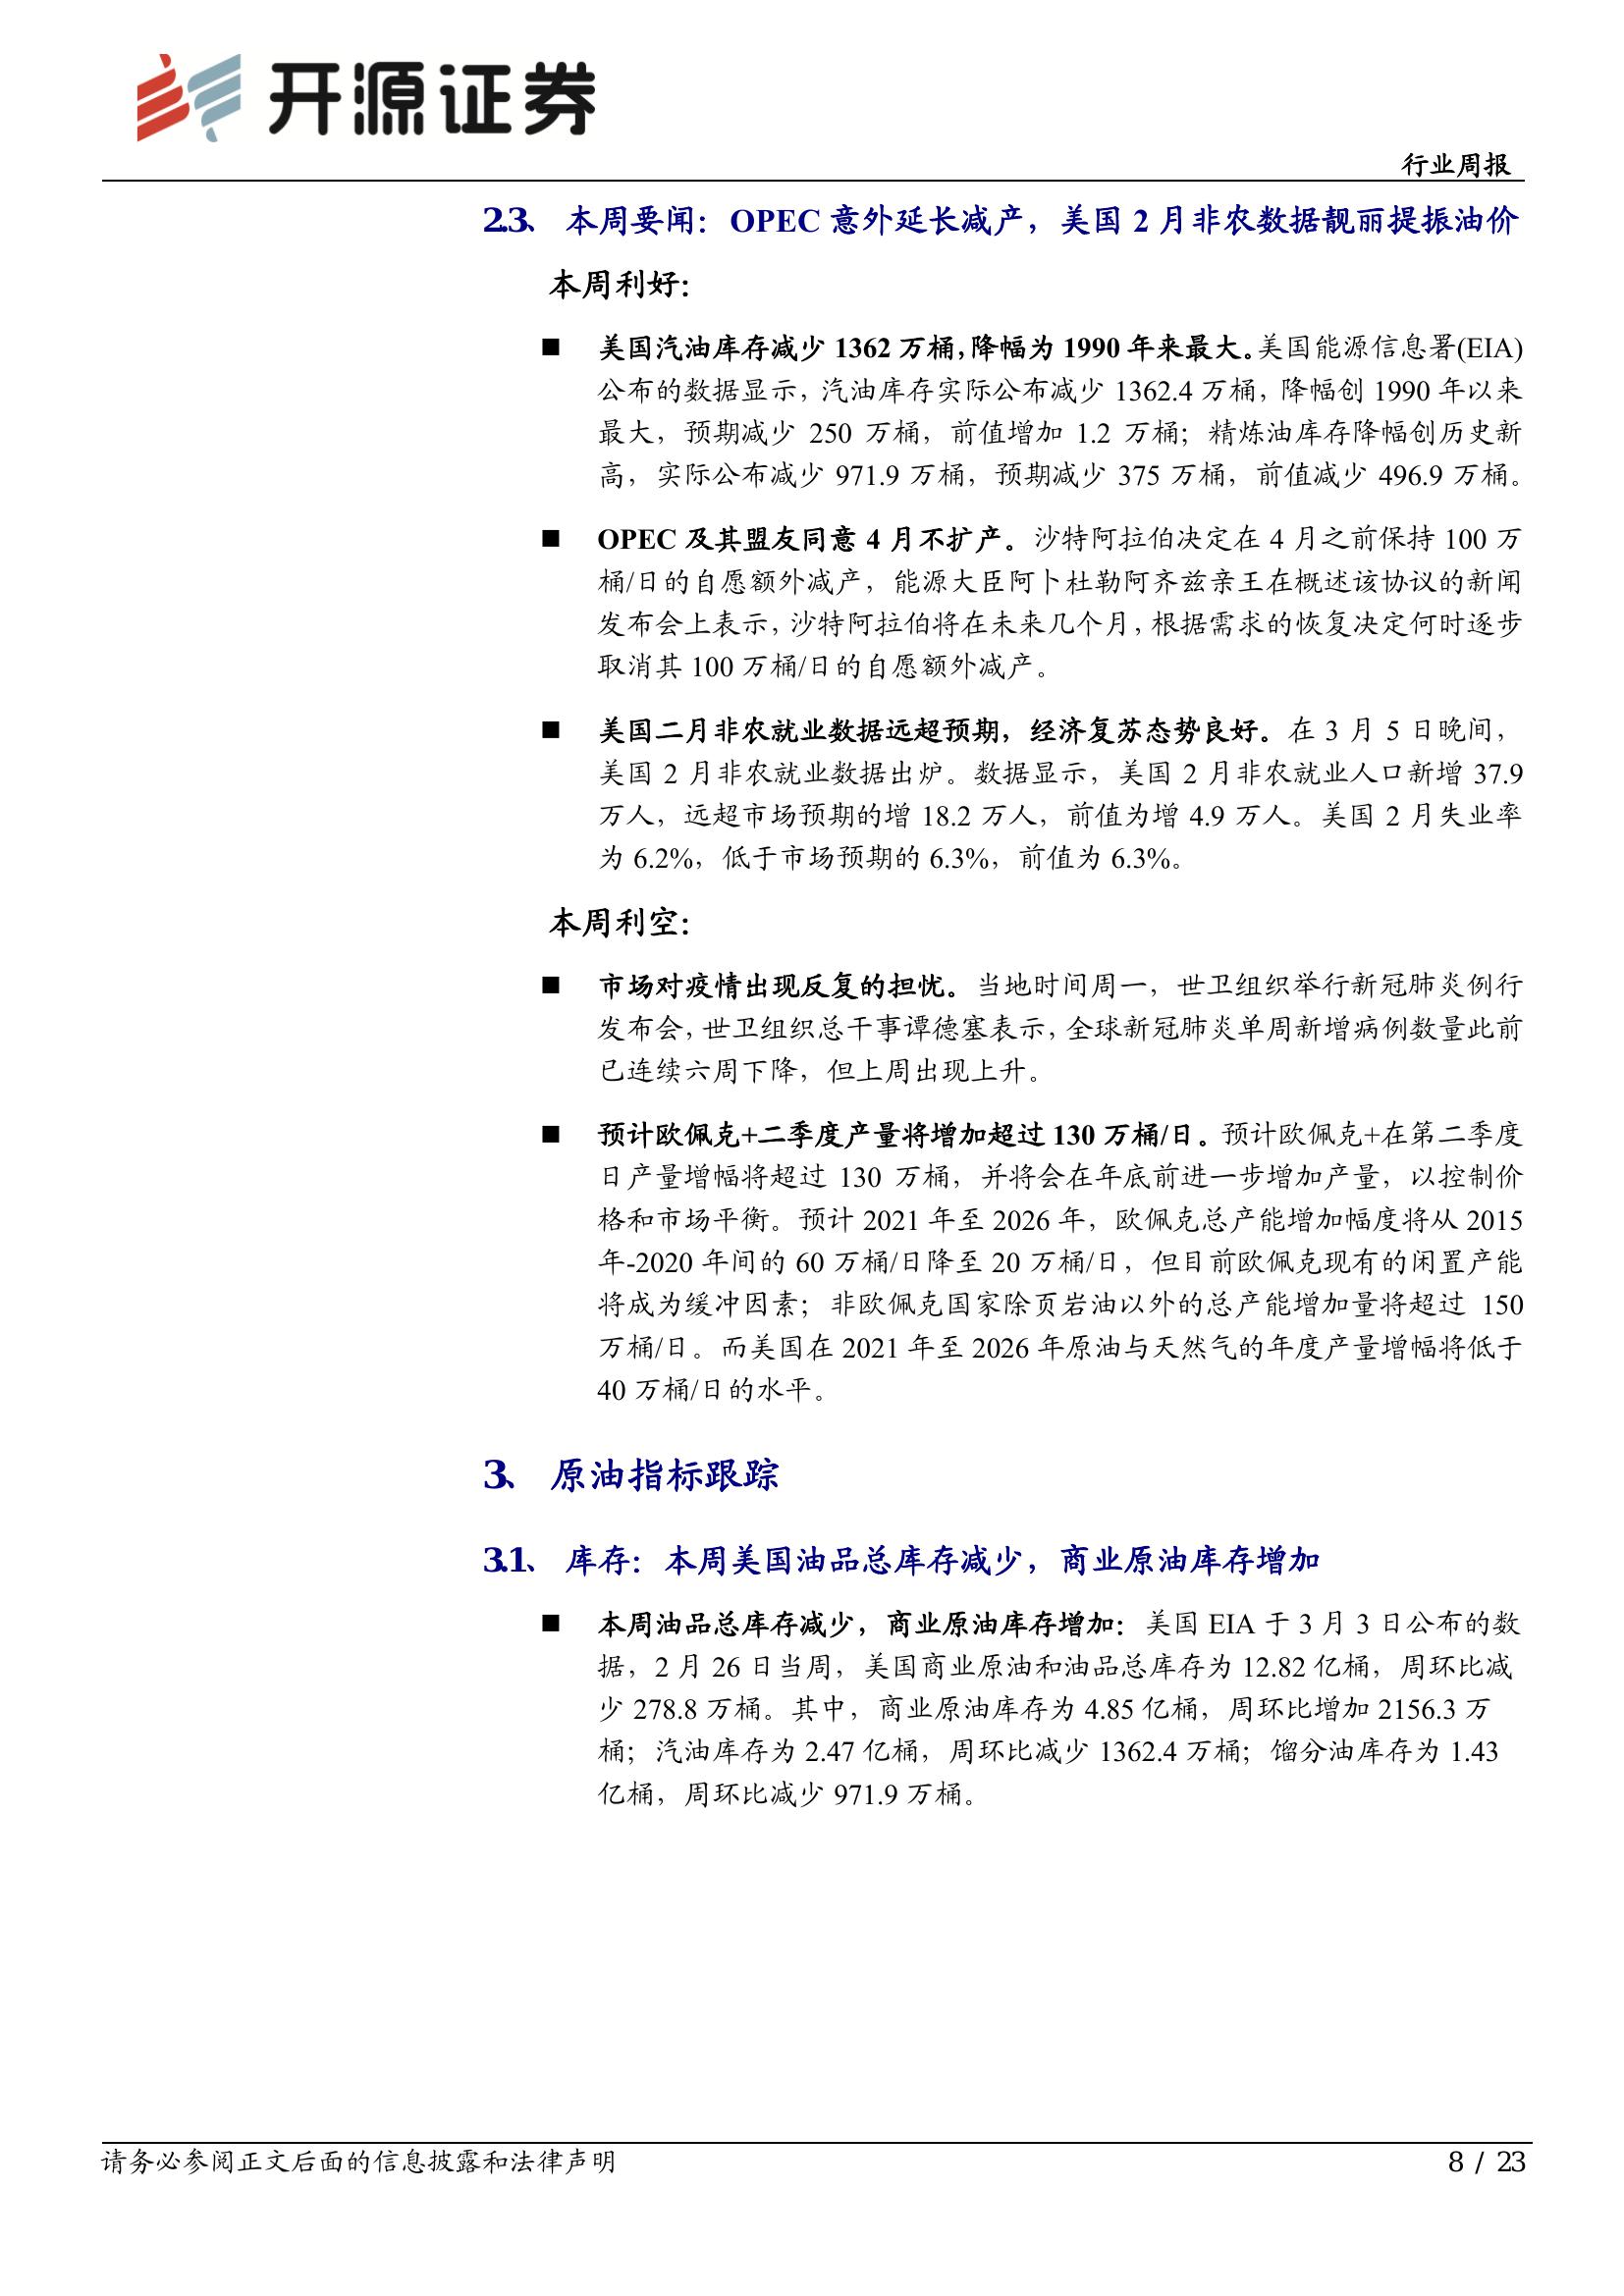 开源证券
行业周报
2.3、 本周要闻：OPEC 意外延长减产，美国 2 月非农数据靓丽提振油价
本周利好：
■ 美国汽油库存减少 1362 万桶，降幅为 1990 年来最大。美国能源信息署(EIA)
公布的数据显示，汽油库存实际公布减少 1362.4 万桶，降幅创 1990 年以来
最大，预期减少 250 万桶，前值增加 1.2 万桶；精炼油库存降幅创历史新
高，实际公布减少 971.9 万桶，预期减少 375 万桶，前值减少 496.9 万桶。
■ OPEC 及其盟友同意 4 月不扩产。沙特阿拉伯决定在 4 月之前保持 100 万
桶/日的自愿额外减产，能源大臣阿卜杜勒阿齐兹亲王在概述该协议的新闻
发布会上表示，沙特阿拉伯将在未来几个月，根据需求的恢复决定何时逐步
取消其 100 万桶/日的自愿额外减产。
■ 美国二月非农就业数据远超预期，经济复苏态势良好。在 3 月 5 日晚间，
美国 2 月非农就业数据出炉。数据显示，美国 2 月非农就业人口新增 37.9
万人，远超市场预期的增 18.2 万人，前值为增 4.9 万人。美国 2 月失业率
为 6.2%，低于市场预期的 6.3%，前值为 6.3%。
本周利空：
■ 市场对疫情出现反复的担忧。当地时间周一，世卫组织举行新冠肺炎例行
发布会，世卫组织总干事谭德塞表示，全球新冠肺炎单周新增病例数量此前
已连续六周下降，但上周出现上升。
■ 预计欧佩克+二季度产量将增加超过 130 万桶/日。预计欧佩克+在第二季度
日产量增幅将超过 130 万桶，并将会在年底前进一步增加产量，以控制价
格和市场平衡。预计 2021 年至 2026 年，欧佩克总产能增加幅度将从 2015
年-2020 年间的 60 万桶/日降至 20 万桶/日，但目前欧佩克现有的闲置产能
将成为缓冲因素；非欧佩克国家除页岩油以外的总产能增加量将超过 150
万桶/日。而美国在 2021 年至 2026 年原油与天然气的年度产量增幅将低于
40 万桶/日的水平。
3、 原油指标跟踪
3.1、 库存：本周美国油品总库存减少，商业原油库存增加
■ 本周油品总库存减少，商业原油库存增加：美国 EIA 于 3 月 3 日公布的数
据，2 月 26 日当周，美国商业原油和油品总库存为 12.82 亿桶，周环比减
少 278.8 万桶。其中，商业原油库存为 4.85 亿桶，周环比增加 2156.3 万
桶；汽油库存为 2.47 亿桶，周环比减少 1362.4 万桶；馏分油库存为 1.43
亿桶，周环比减少 971.9 万桶。
请务必参阅正文后面的信息披露和法律声明
8 / 23